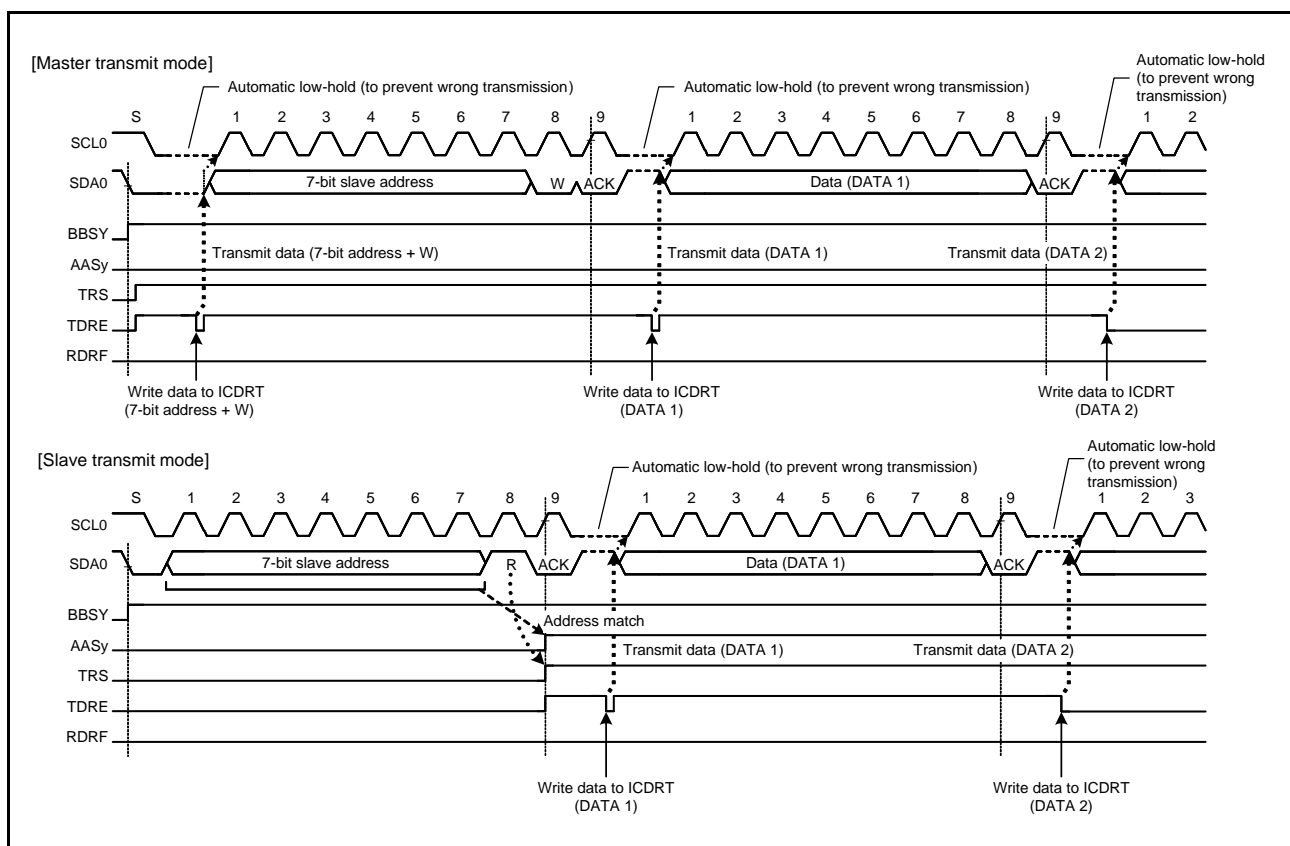 [Master transmit mode]
Automatic low-hold (to prevent wrong transmission)
Automatic low-hold (to prevent wrong transmission)
Automatic low-hold
(to prevent wrong
transmission)
S 1 2 3 4 5 6 7 8 9 1 2 3 4 5 6 7 8 9 1 2
SCL0
SDA0 7-bit slave address W ACK Data (DATA 1) ACK
BBSY
Transmit data (7-bit address + W) Transmit data (DATA 1) Transmit data (DATA 2)
AASy
TRS
TDRE
RDRF
Write data to ICDRT
(7-bit address + W)
Write data to ICDRT
(DATA 1)
Write data to ICDRT
(DATA 2)
[Slave transmit mode]
Automatic low-hold (to prevent wrong transmission)
Automatic low-hold
(to prevent wrong
transmission)
S 1 2 3 4 5 6 7 8 9 1 2 3 4 5 6 7 8 9 1 2 3
SCL0
SDA0 7-bit slave address R ACK Data (DATA 1) ACK
BBSY
Address match
AASy
Transmit data (DATA 1) Transmit data (DATA 2)
TRS
TDRE
RDRF
Write data to ICDRT
(DATA 1)
Write data to ICDRT
(DATA 2)